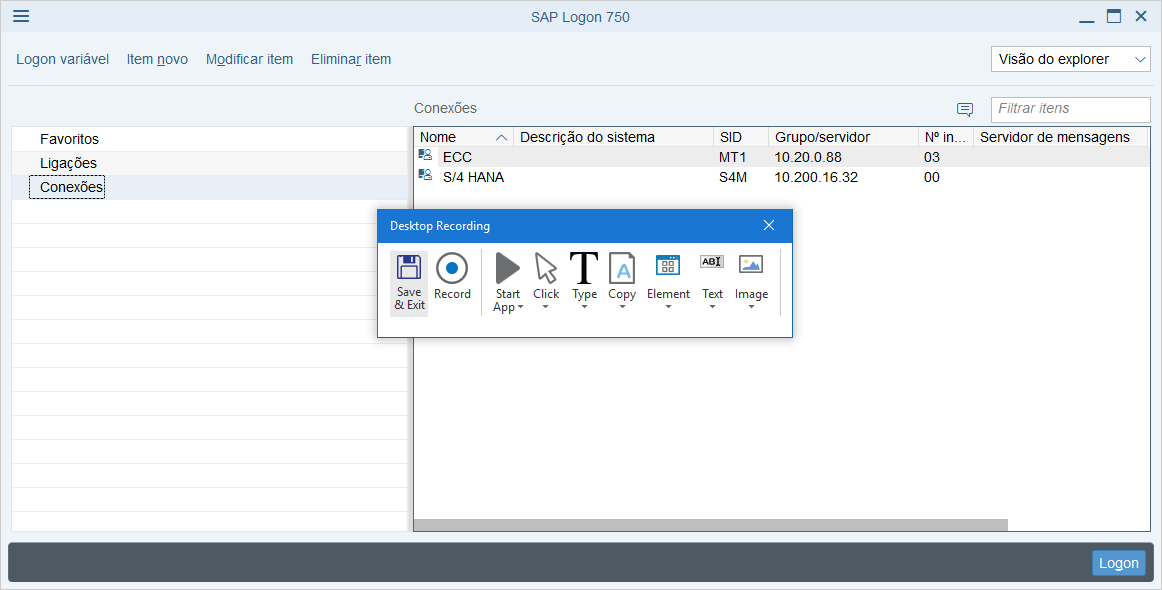 SAP Logon 750
Logon variável Item novo Modificar item Eliminar item Visão do explorer
Conexões Filtrar itens
Favoritos
Ligações
Conexões
Nome Descrição do sistema SID Grupo/servidor Nº in... Servidor de mensagens
ECC MT1 10.20.0.88 03
S/4 HANA S4M 10.200.16.32 00
Desktop Recording
Save & Exit
Record
Start App
Click
Type
A
Copy
Element
ABI
Text
Image
Logon